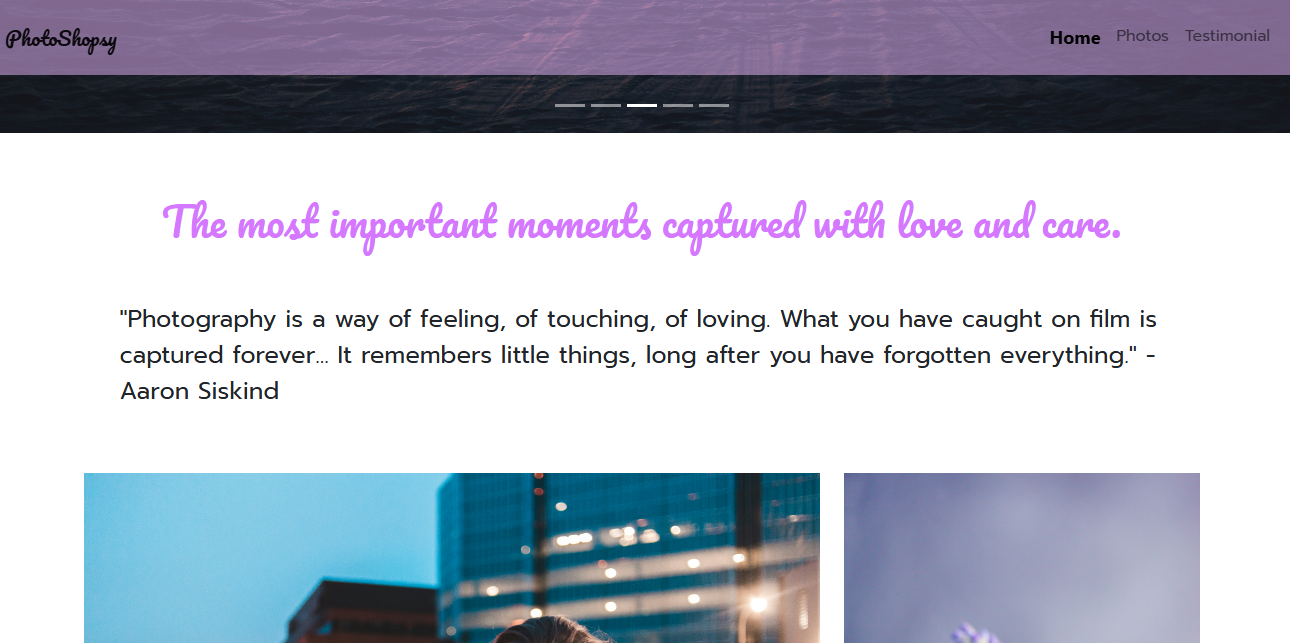 PhotoShopsy
Home Photos Testimonial
The most important moments captured with love and care.
"Photography is a way of feeling, of touching, of loving. What you have caught on film is
captured forever... It remembers little things, long after you have forgotten everything." -
Aaron Siskind